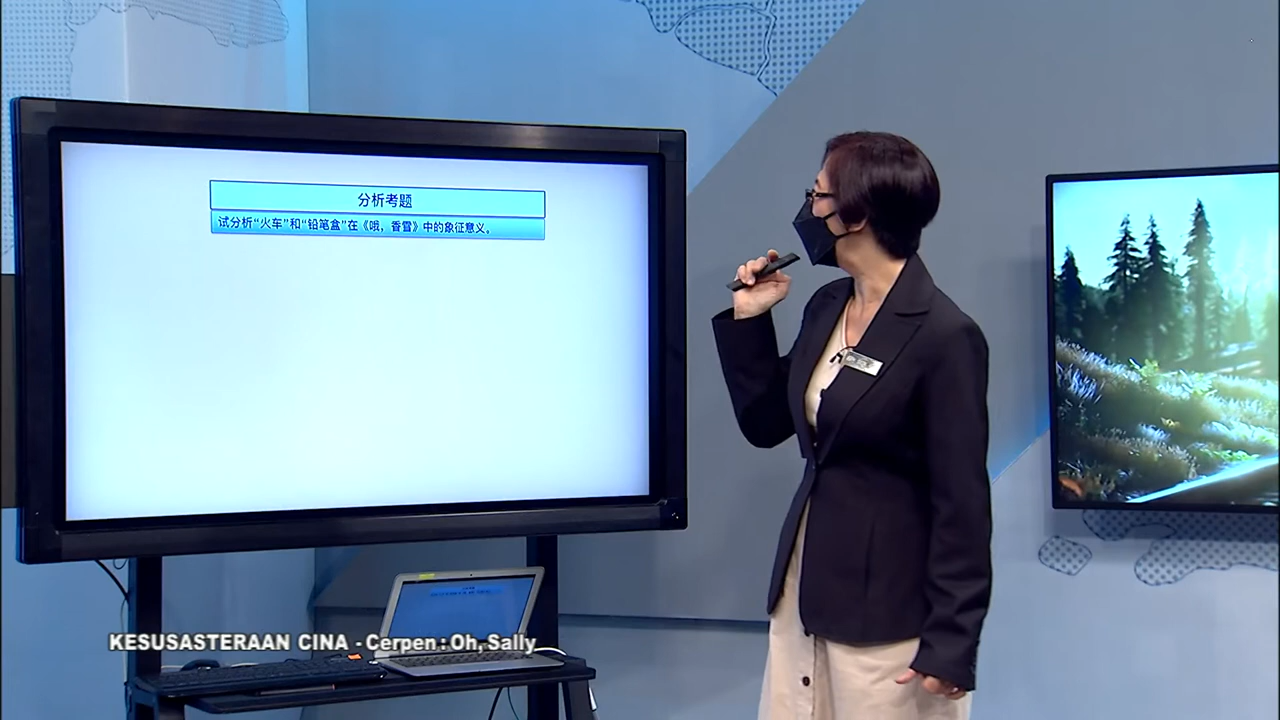 分析考题
试分析“火车”和“铅笔盒”在《哦，香雪》中的象征意义。
KESUSASTERAAN CINA - Cerpen : Oh, Sally